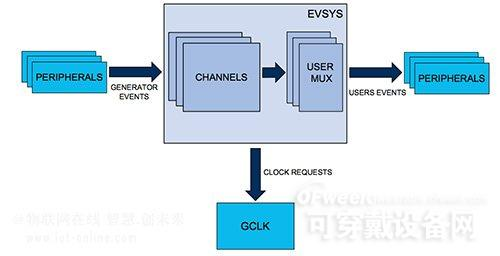 EVSYS
PERIPHERALS
GENERATOR
EVENTS
CHANNELS
USER
MUX
USERS EVENTS
PERIPHERALS
CLOCK REQUESTS
GCLK
@物联网在线 智慧.创未来
www.iot-online.com
OFweek
可穿戴设备网